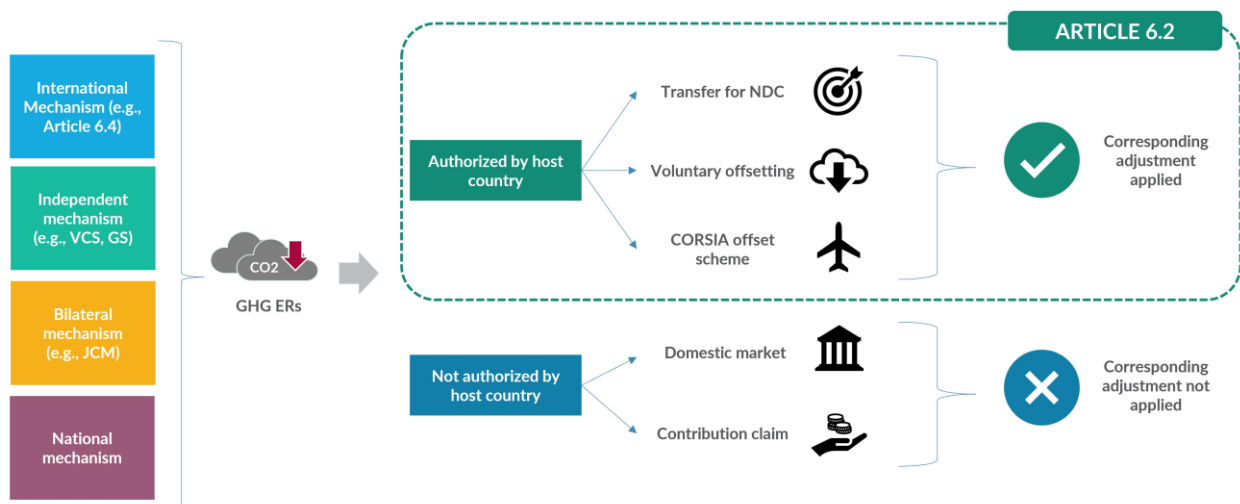 ARTICLE 6.2
International
Mechanism (e.g.,
Article 6.4)
Independent
mechanism
(e.g., VCS, GS)
Bilateral
mechanism
(e.g., JCM)
National
mechanism
CO2
GHG ERs
Authorized by host
country
Transfer for NDC
Voluntary offsetting
CORSIA offset
scheme
Corresponding
adjustment
applied
Not authorized by
host country
Domestic market
Contribution claim
Corresponding
adjustment not
applied